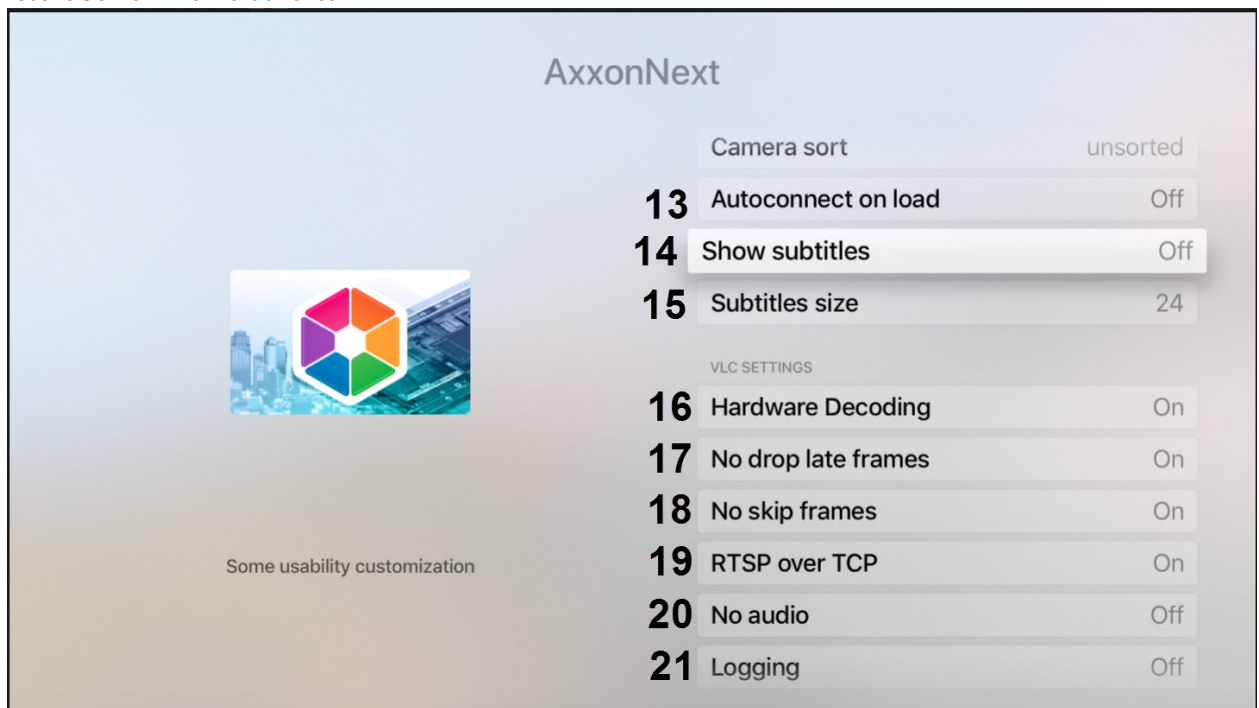 AxxonNext
Camera sort unsorted
13 Autoconnect on load Off
14 Show subtitles Off
15 Subtitles size 24
VLC SETTINGS
16 Hardware Decoding On
17 No drop late frames On
18 No skip frames On
Some usability customization
19 RTSP over TCP On
20 No audio Off
21 Logging Off